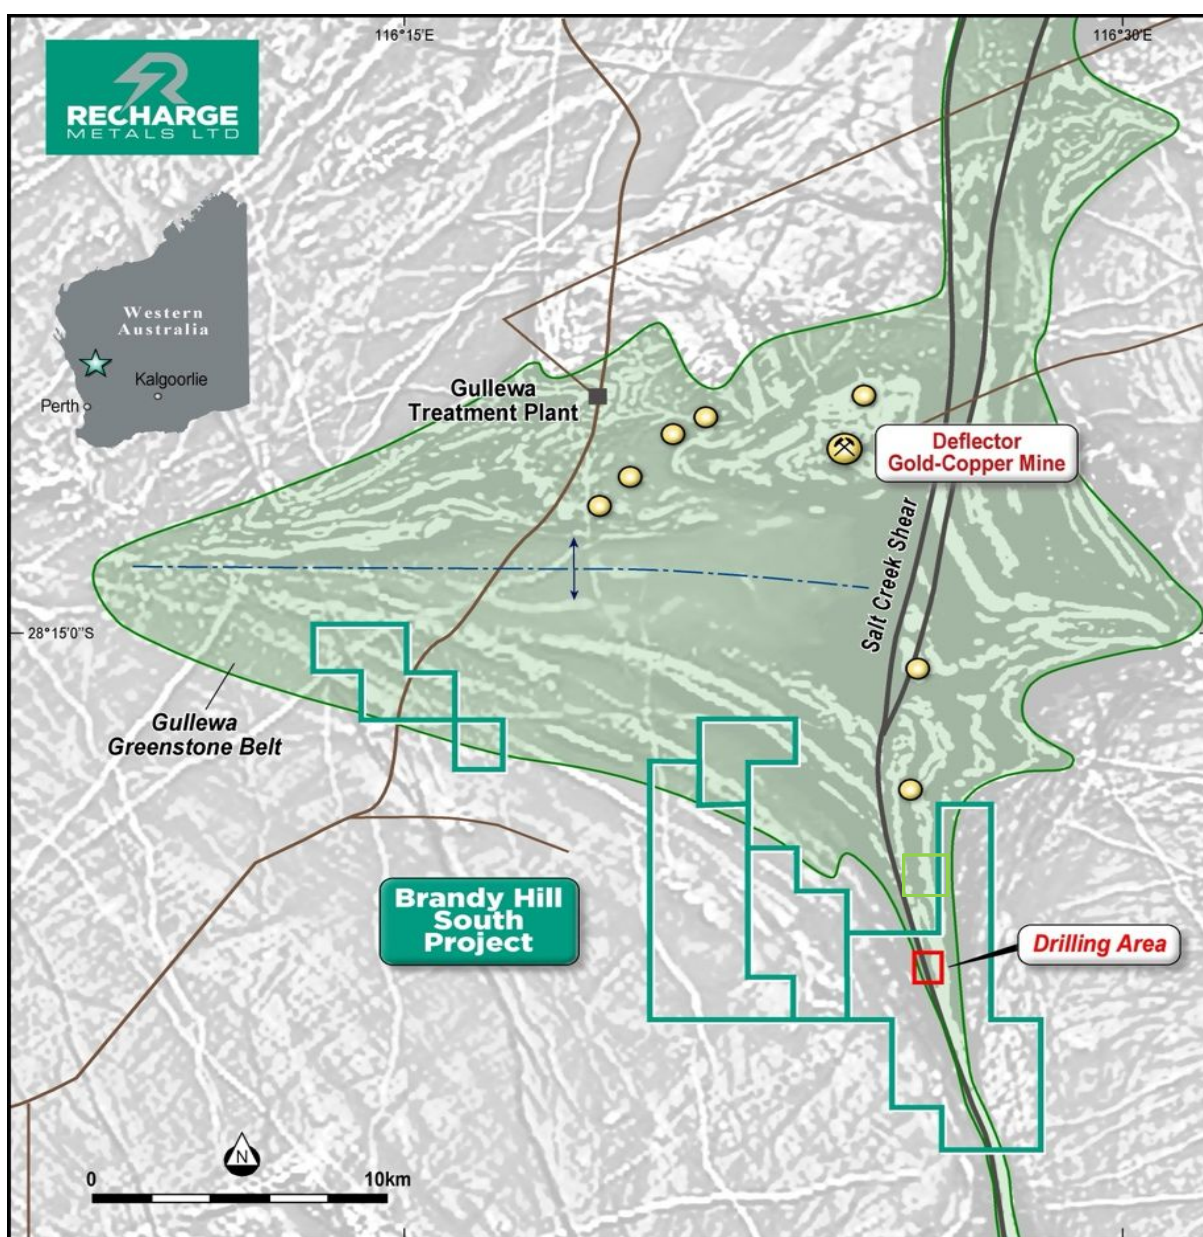 116°15'E
116°30'E
RECHARGE
METALS LTD
Western
Australia
Kalgoorlie
Perth
Gullewa
Treatment Plant
Deflector
Gold-Copper Mine
Salt Creek Shear
28°15'0"S
Gullewa
Greenstone Belt
Brandy Hill
South
Project
Drilling Area
N
0
10km